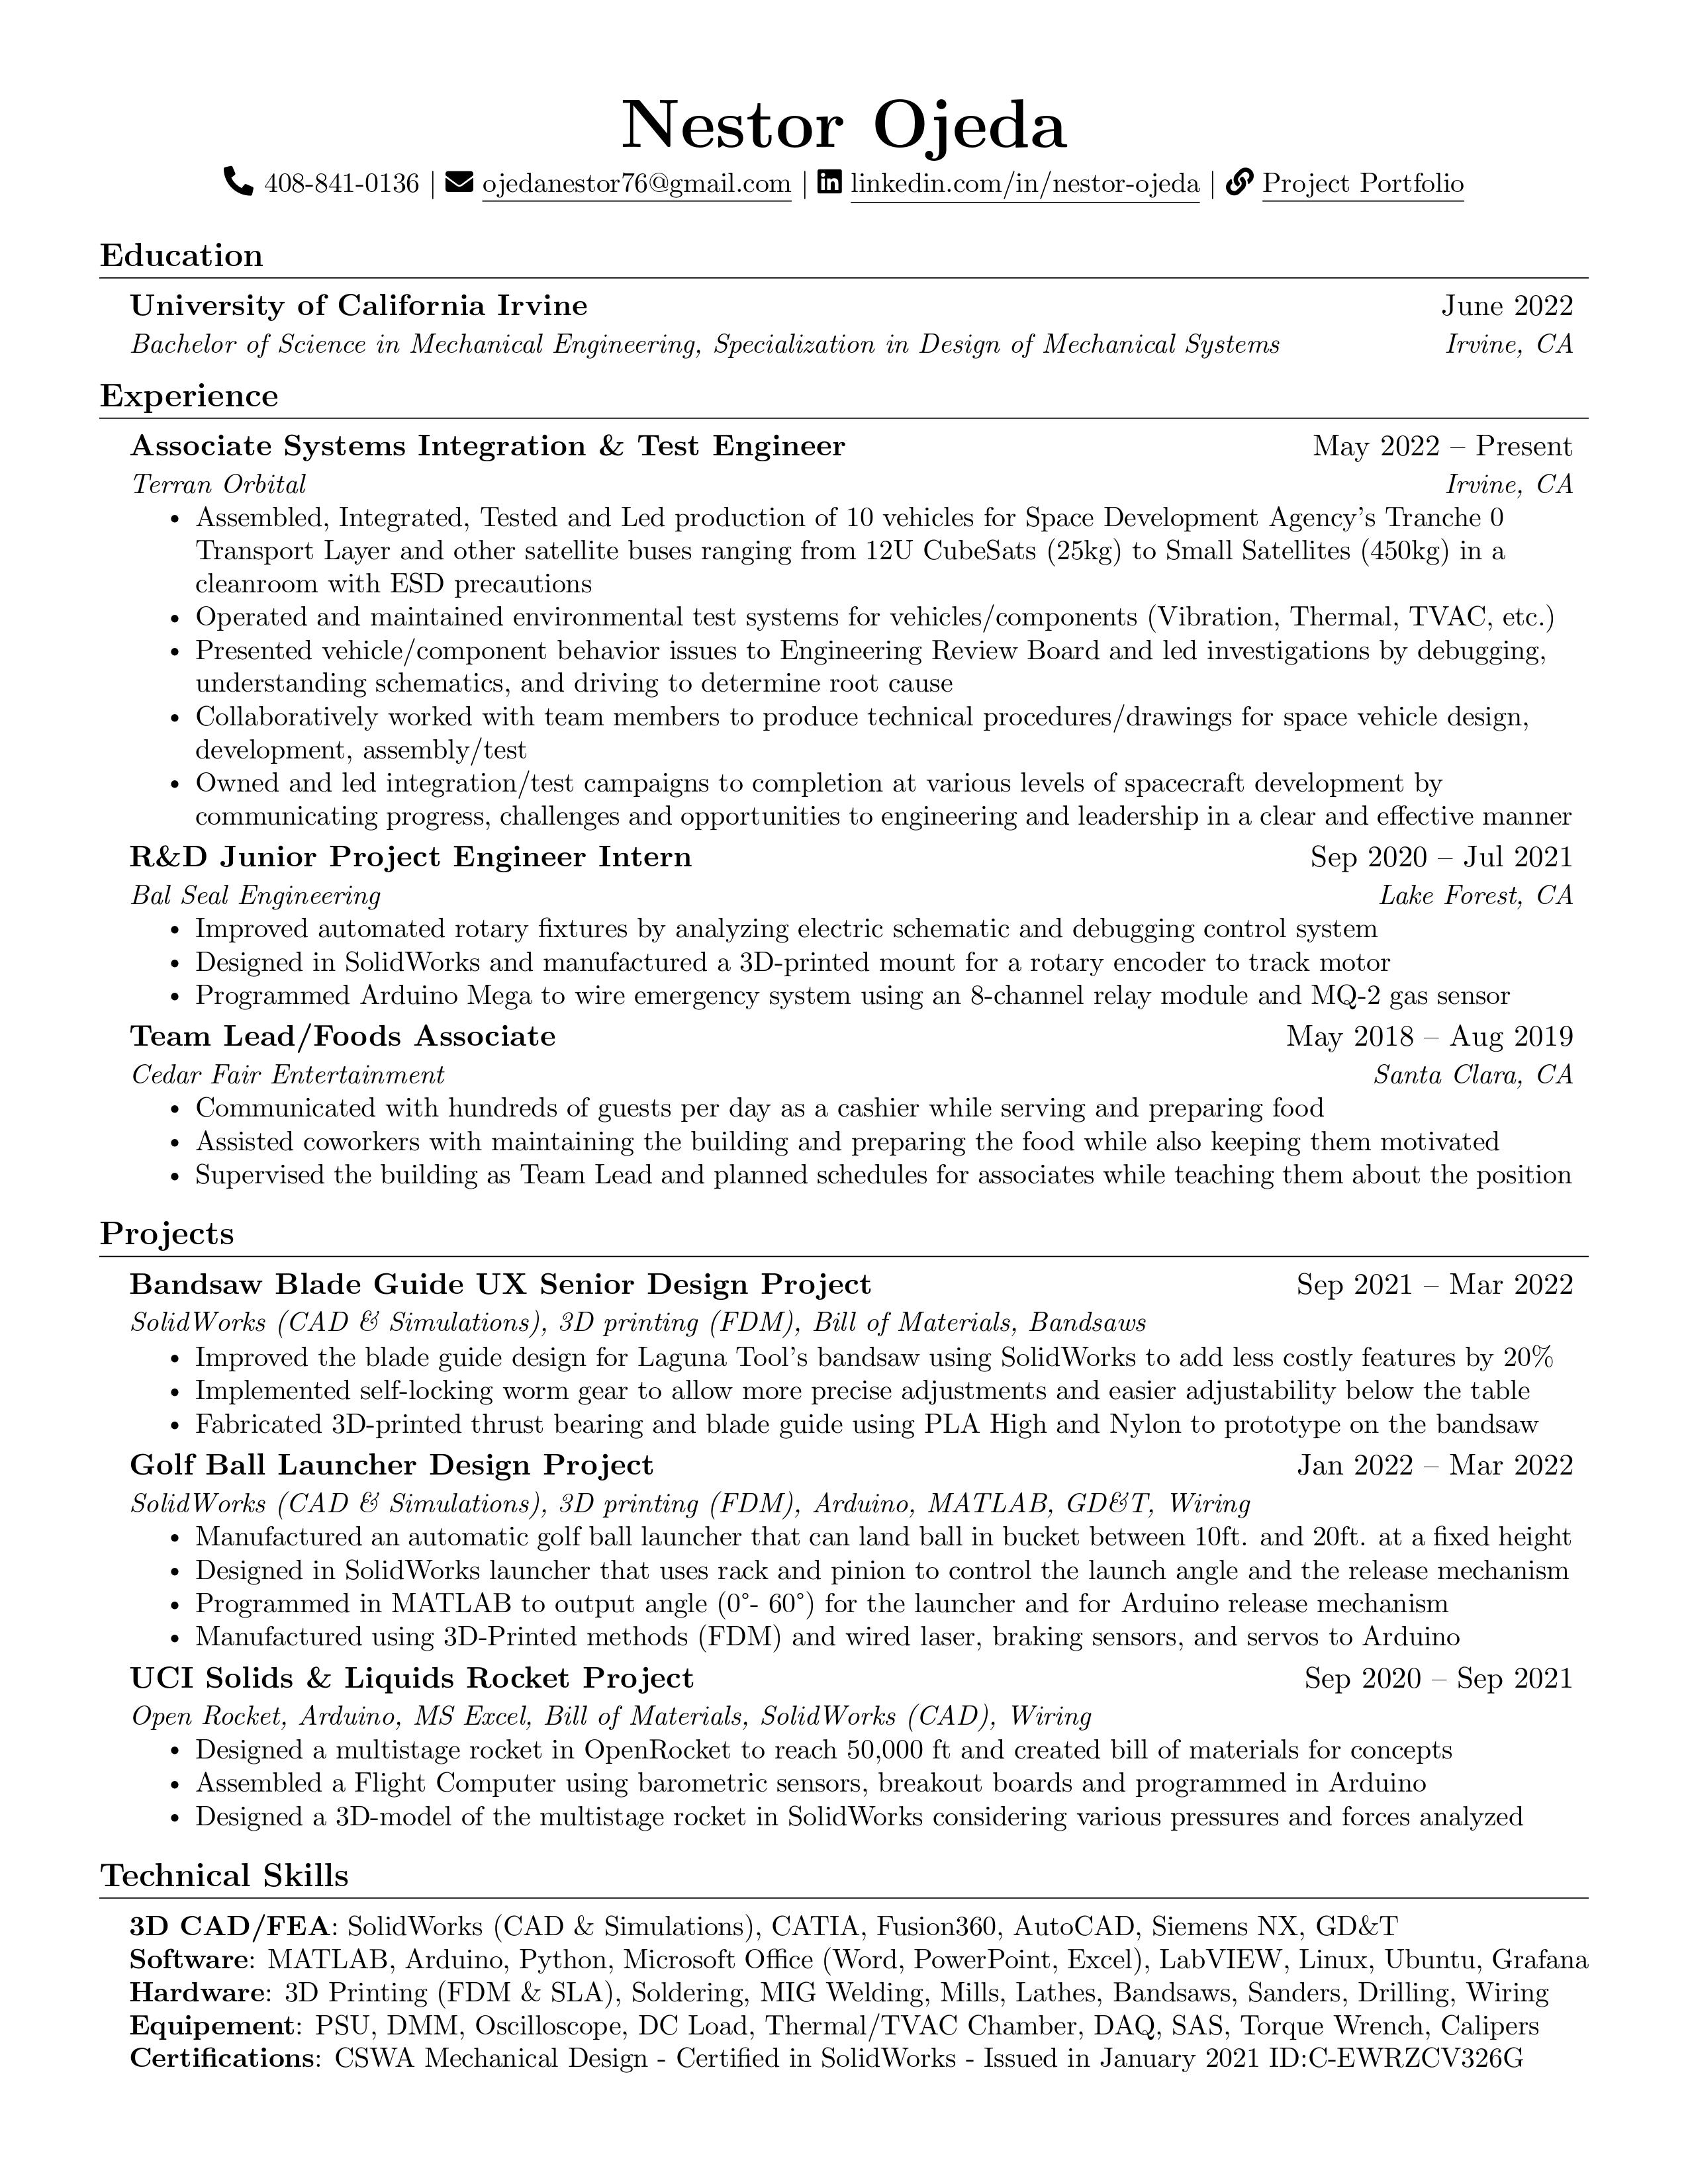 Nestor Ojeda
408-841-0136 | ojedanestor76@gmail.com | linkedin.com/in/nestor-ojeda | Project Portfolio
Education
University of California Irvine June 2022
Bachelor of Science in Mechanical Engineering, Specialization in Design of Mechanical Systems Irvine, CA
Experience
Associate Systems Integration & Test Engineer May 2022 – Present
Terran Orbital Irvine, CA
• Assembled, Integrated, Tested and Led production of 10 vehicles for Space Development Agency's Tranche 0
Transport Layer and other satellite buses ranging from 12U CubeSats (25kg) to Small Satellites (450kg) in a
cleanroom with ESD precautions
• Operated and maintained environmental test systems for vehicles/components (Vibration, Thermal, TVAC, etc.)
• Presented vehicle/component behavior issues to Engineering Review Board and led investigations by debugging,
understanding schematics, and driving to determine root cause
• Collaboratively worked with team members to produce technical procedures/drawings for space vehicle design,
development, assembly/test
• Owned and led integration/test campaigns to completion at various levels of spacecraft development by
communicating progress, challenges and opportunities to engineering and leadership in a clear and effective manner
R&D Junior Project Engineer Intern Sep 2020 – Jul 2021
Bal Seal Engineering Lake Forest, CA
• Improved automated rotary fixtures by analyzing electric schematic and debugging control system
• Designed in SolidWorks and manufactured a 3D-printed mount for a rotary encoder to track motor
• Programmed Arduino Mega to wire emergency system using an 8-channel relay module and MQ-2 gas sensor
Team Lead/Foods Associate May 2018 – Aug 2019
Cedar Fair Entertainment Santa Clara, CA
• Communicated with hundreds of guests per day as a cashier while serving and preparing food
• Assisted coworkers with maintaining the building and preparing the food while also keeping them motivated
• Supervised the building as Team Lead and planned schedules for associates while teaching them about the position
Projects
Bandsaw Blade Guide UX Senior Design Project Sep 2021 – Mar 2022
SolidWorks (CAD & Simulations), 3D printing (FDM), Bill of Materials, Bandsaws
• Improved the blade guide design for Laguna Tool's bandsaw using SolidWorks to add less costly features by 20%
• Implemented self-locking worm gear to allow more precise adjustments and easier adjustability below the table
• Fabricated 3D-printed thrust bearing and blade guide using PLA High and Nylon to prototype on the bandsaw
Golf Ball Launcher Design Project Jan 2022 – Mar 2022
SolidWorks (CAD & Simulations), 3D printing (FDM), Arduino, MATLAB, GD&T, Wiring
• Manufactured an automatic golf ball launcher that can land ball in bucket between 10ft. and 20ft. at a fixed height
• Designed in SolidWorks launcher that uses rack and pinion to control the launch angle and the release mechanism
• Programmed in MATLAB to output angle (0°- 60°) for the launcher and for Arduino release mechanism
• Manufactured using 3D-Printed methods (FDM) and wired laser, braking sensors, and servos to Arduino
UCI Solids & Liquids Rocket Project Sep 2020 – Sep 2021
Open Rocket, Arduino, MS Excel, Bill of Materials, SolidWorks (CAD), Wiring
• Designed a multistage rocket in OpenRocket to reach 50,000 ft and created bill of materials for concepts
• Assembled a Flight Computer using barometric sensors, breakout boards and programmed in Arduino
• Designed a 3D-model of the multistage rocket in SolidWorks considering various pressures and forces analyzed
Technical Skills
3D CAD/FEA: SolidWorks (CAD & Simulations), CATIA, Fusion360, AutoCAD, Siemens NX, GD&T
Software: MATLAB, Arduino, Python, Microsoft Office (Word, PowerPoint, Excel), LabVIEW, Linux, Ubuntu, Grafana
Hardware: 3D Printing (FDM & SLA), Soldering, MIG Welding, Mills, Lathes, Bandsaws, Sanders, Drilling, Wiring
Equipement: PSU, DMM, Oscilloscope, DC Load, Thermal/TVAC Chamber, DAQ, SAS, Torque Wrench, Calipers
Certifications: CSWA Mechanical Design - Certified in SolidWorks - Issued in January 2021 ID:C-EWRZCV326G